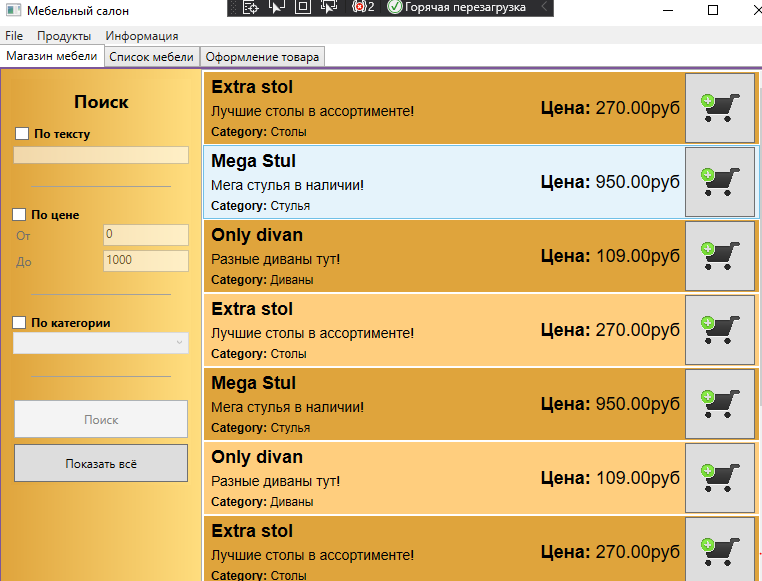 Мебельный салон
2
Горячая перезагрузка
File Продукты Информация
Магазин мебели Список мебели Оформление товара
Поиск
По тексту
По цене
От 0
До 1000
По категории
Поиск
Показать всё
Extra stol
Лучшие столы в ассортименте!
Category: Столы
Цена: 270.00руб
Mega Stul
Мега стулья в наличии!
Category: Стулья
Цена: 950.00руб
Only divan
Разные диваны тут!
Category: Диваны
Цена: 109.00руб
Extra stol
Лучшие столы в ассортименте!
Category: Столы
Цена: 270.00руб
Mega Stul
Мега стулья в наличии!
Category: Стулья
Цена: 950.00руб
Only divan
Разные диваны тут!
Category: Диваны
Цена: 109.00руб
Extra stol
Лучшие столы в ассортименте!
Category: Столы
Цена: 270.00руб